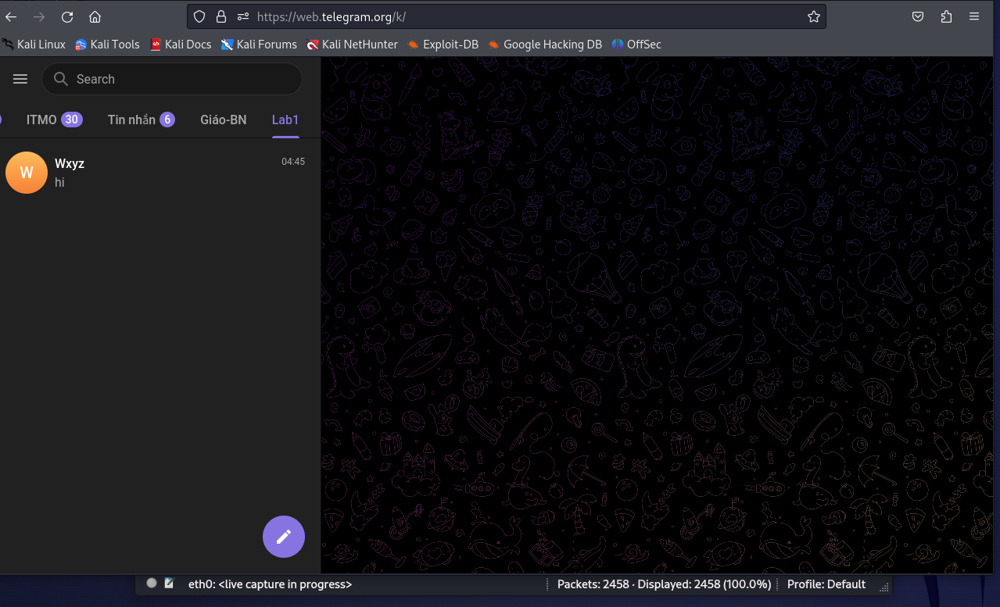 https://web.telegram.org/k/
Kali Linux Kali Tools Kali Docs Kali Forums Kali NetHunter Exploit-DB Google Hacking DB OffSec
Search
ITMO 30 Tin nhắn 6 Giáo-BN Lab1
W Wxyz 04:45
hi
eth0: <live capture in progress> Packets: 2458 · Displayed: 2458 (100.0%) Profile: Default